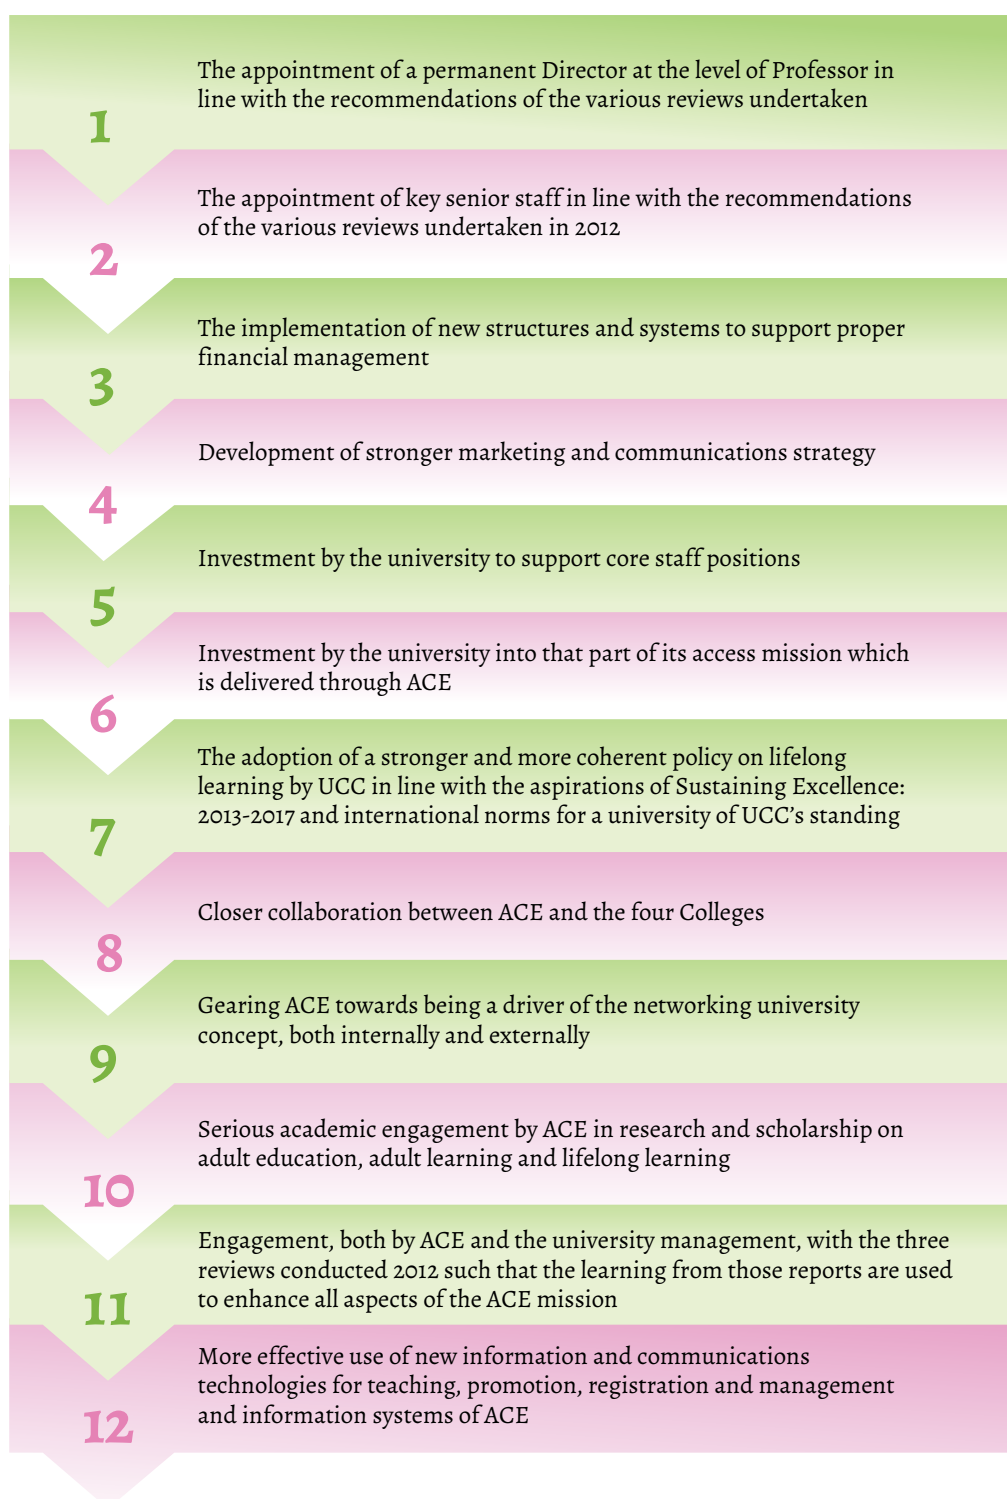 The appointment of a permanent Director at the level of Professor in
line with the recommendations of the various reviews undertaken
1
The appointment of key senior staff in line with the recommendations
of the various reviews undertaken in 2012
2
The implementation of new structures and systems to support proper
financial management
3
Development of stronger marketing and communications strategy
4
Investment by the university to support core staff positions
5
Investment by the university into that part of its access mission which
is delivered through ACE
6
The adoption of a stronger and more coherent policy on lifelong
learning by UCC in line with the aspirations of Sustaining Excellence:
2013-2017 and international norms for a university of UCC’s standing
7
Closer collaboration between ACE and the four Colleges
8
Gearing ACE towards being a driver of the networking university
concept, both internally and externally
9
Serious academic engagement by ACE in research and scholarship on
adult education, adult learning and lifelong learning
10
Engagement, both by ACE and the university management, with the three
reviews conducted 2012 such that the learning from those reports are used
to enhance all aspects of the ACE mission
11
More effective use of new information and communications
technologies for teaching, promotion, registration and management
and information systems of ACE
12